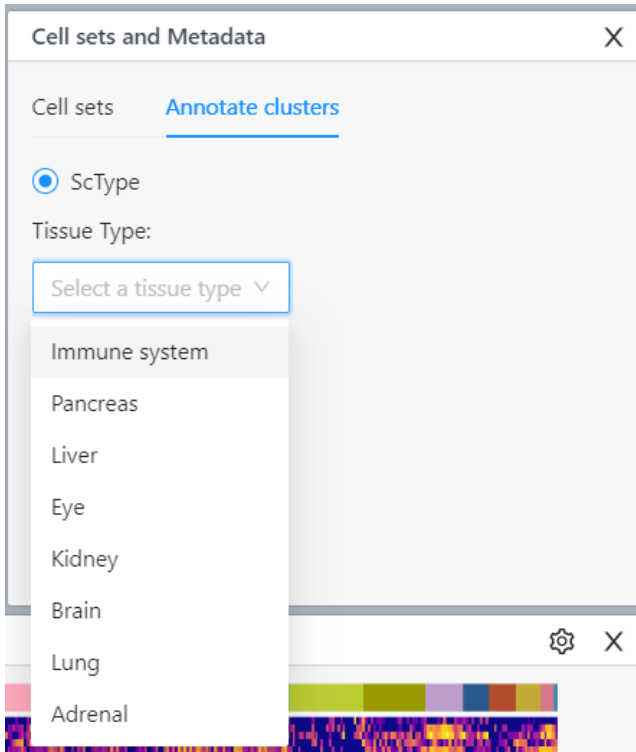 Cell sets and Metadata
Cell sets Annotate clusters
ScType
Tissue Type:
Select a tissue type
Immune system
Pancreas
Liver
Eye
Kidney
Brain
Lung
Adrenal